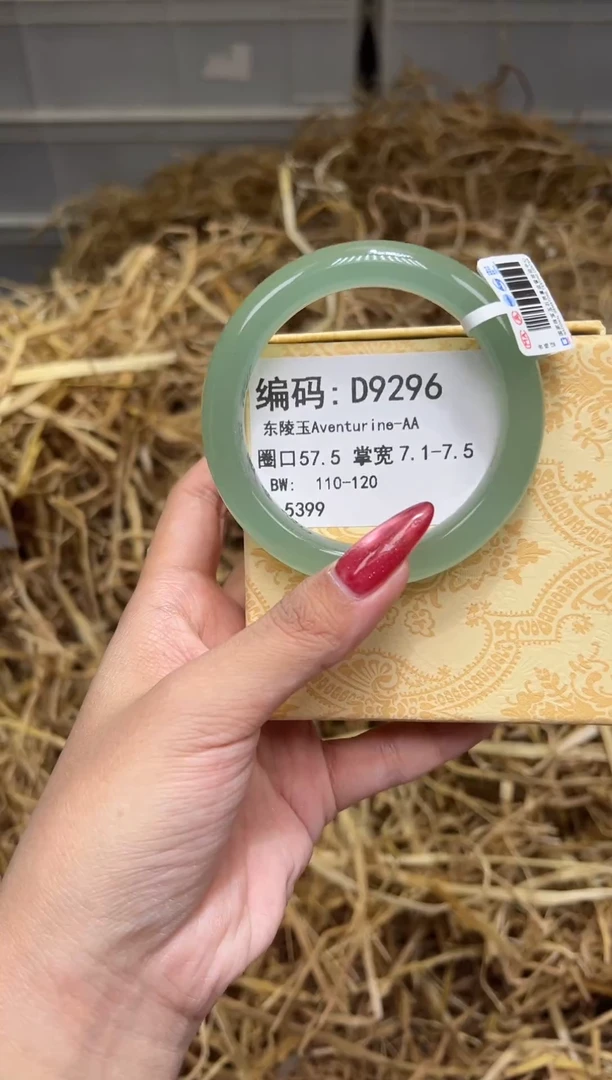 编码: D9296
东陵玉Aventurine-AA
圈口57.5 掌宽 7.1-7.5
BW: 110-120
5399